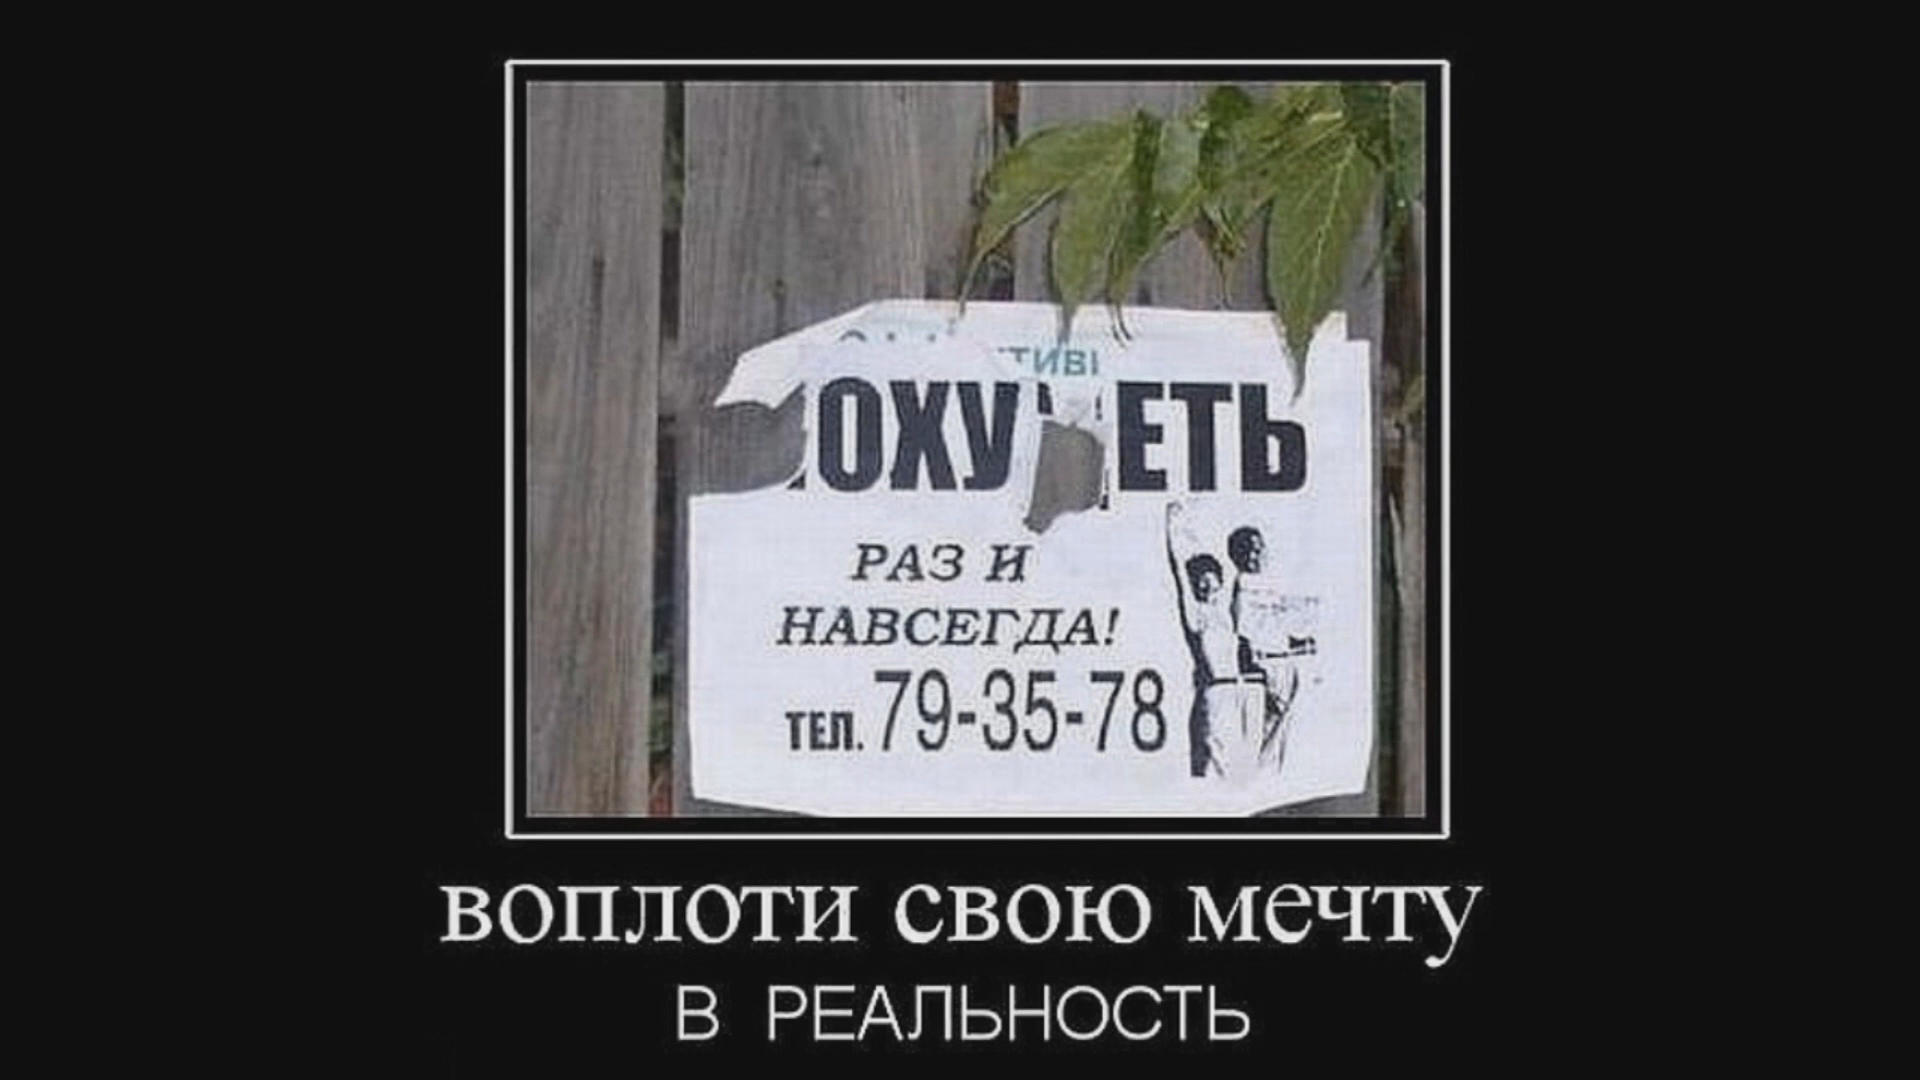 ОХУ ЕТЬ
РАЗ И
НАВСЕГДА!
ТЕЛ. 79-35-78
воплоти свою мечту
В РЕАЛЬНОСТЬ